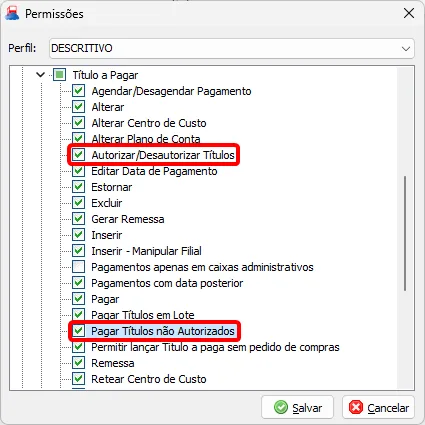 Permissões
Perfil: DESCRITIVO
Título a Pagar
Agendar/Desagendar Pagamento
Alterar
Alterar Centro de Custo
Alterar Plano de Conta
Autorizar/Desautorizar Títulos
Editar Data de Pagamento
Estornar
Excluir
Gerar Remessa
Inserir
Inserir - Manipular Filial
Pagamentos apenas em caixas administrativos
Pagamentos com data posterior
Pagar
Pagar Títulos em Lote
Pagar Títulos não Autorizados
Permitir lançar Titulo a paga sem pedido de compras
Remessa
Retear Centro de Custo
Salvar Cancelar